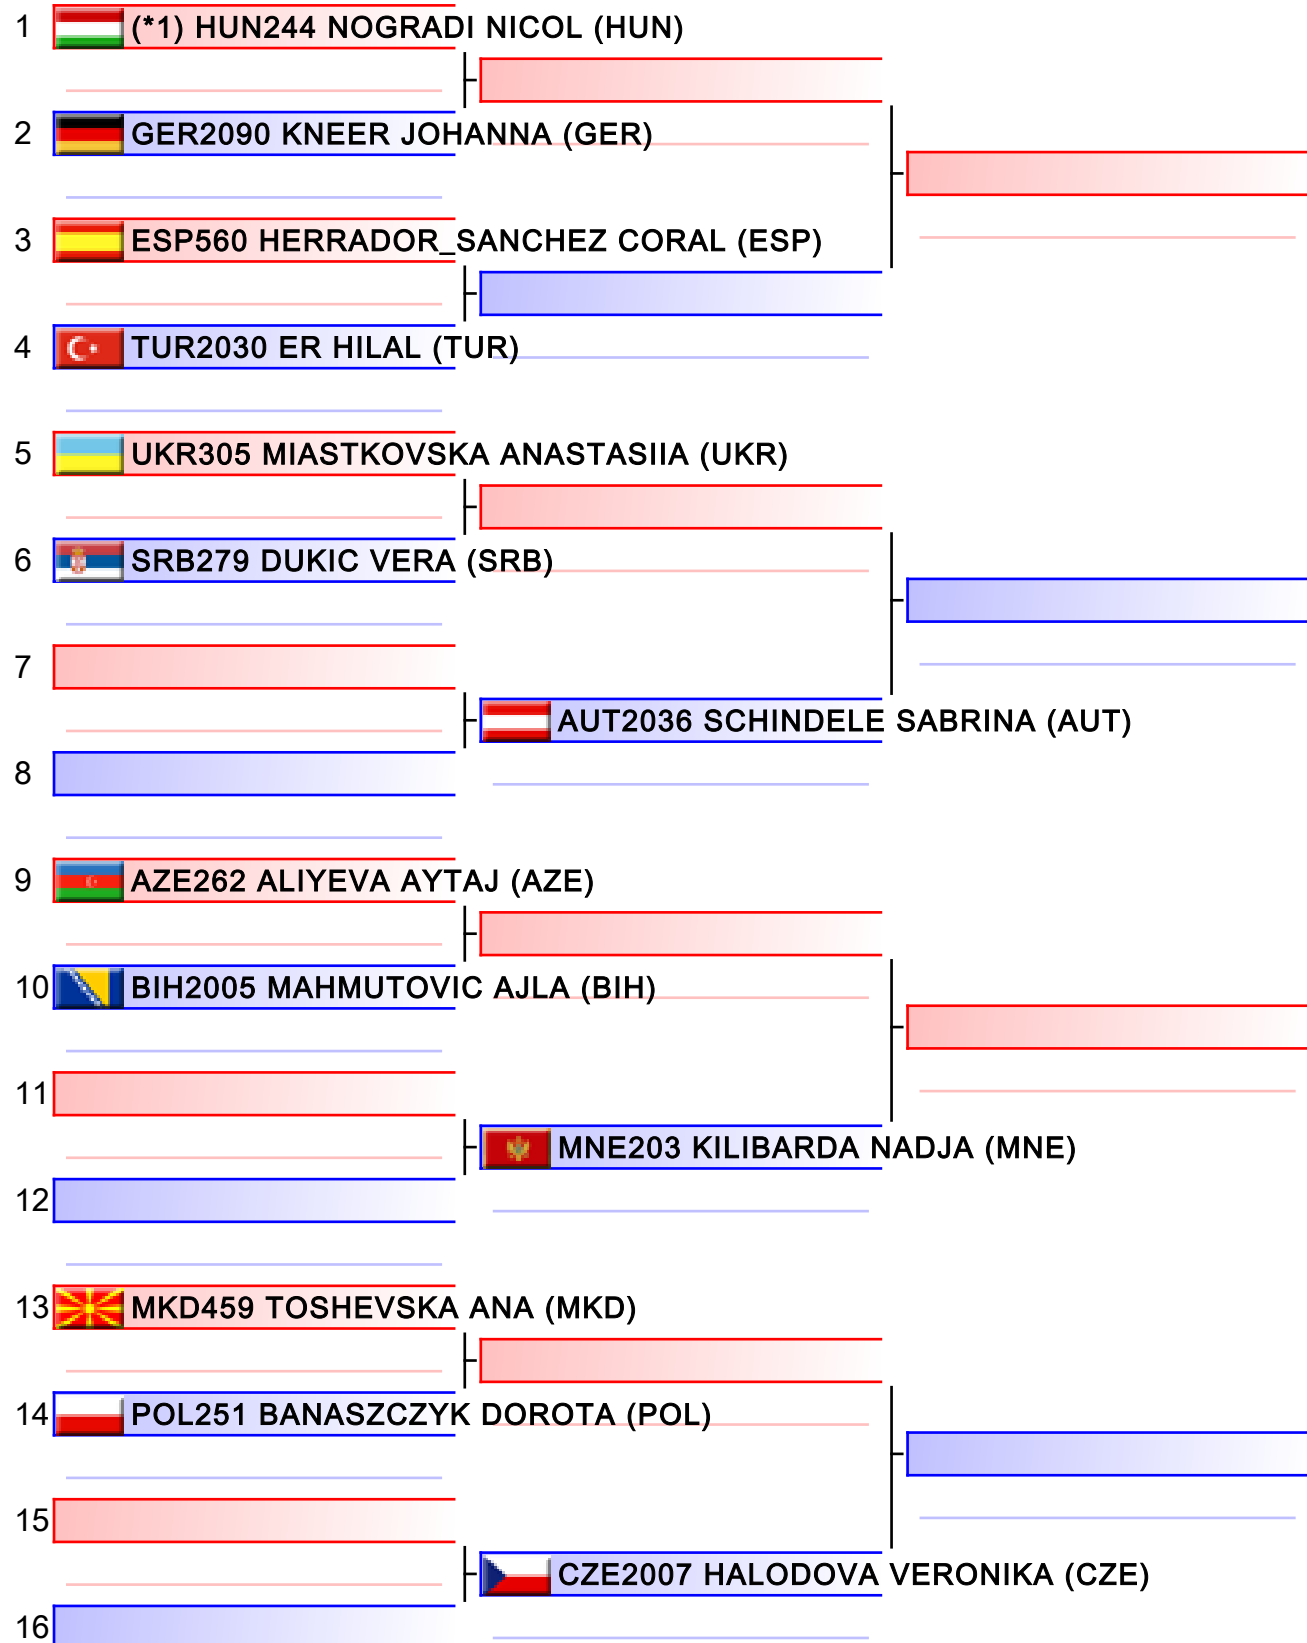 1 (*1) HUN244 NOGRADI NICOL (HUN)
2 GER2090 KNEER JOHANNA (GER)
3 ESP560 HERRADOR_SANCHEZ CORAL (ESP)
4 TUR2030 ER HILAL (TUR)
5 UKR305 MIASTKOVSKA ANASTASIIA (UKR)
6 SRB279 DUKIC VERA (SRB)
7
AUT2036 SCHINDELE SABRINA (AUT)
8
9 AZE262 ALIYEVA AYTAJ (AZE)
10 BIH2005 MAHMUTOVIC AJLA (BIH)
11
MNE203 KILIBARDA NADJA (MNE)
12
13 MKD459 TOSHEVSKA ANA (MKD)
14 POL251 BANASZCZYK DOROTA (POL)
15
CZE2007 HALODOVA VERONIKA (CZE)
16